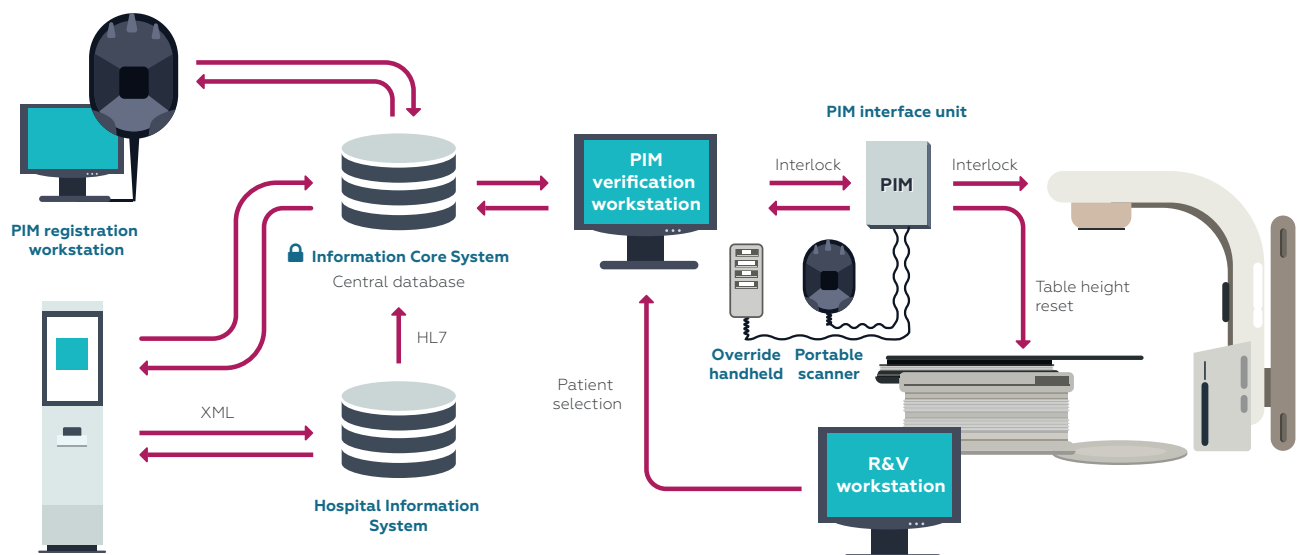 PIM registration
workstation
Information Core System
Central database
HL7
XML
Hospital Information
System
PIM
verification
workstation
Interlock
PIM interface unit
PIM
Interlock
Table height
reset
Override
handheld
Portable
scanner
Patient
selection
R&V
workstation